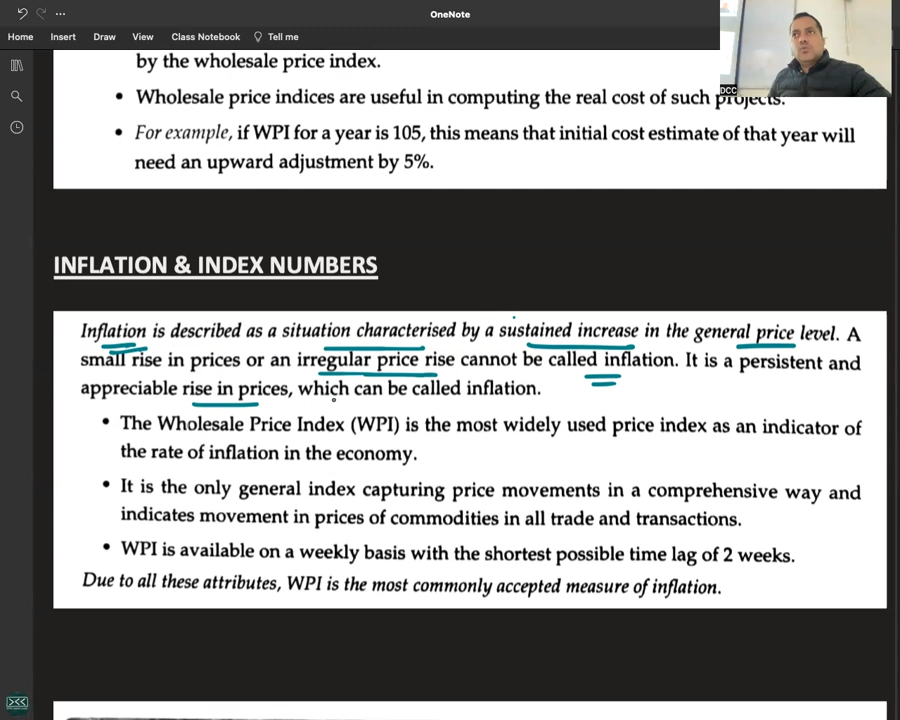 OneNote
Home Insert Draw View Class Notebook Tell me
DCC
by the wholesale price index.
• Wholesale price indices are useful in computing the real cost of such projects.
• For example, if WPI for a year is 105, this means that initial cost estimate of that year will
need an upward adjustment by 5%.
INFLATION & INDEX NUMBERS
Inflation is described as a situation characterised by a sustained increase in the general price level. A
small rise in prices or an irregular price rise cannot be called inflation. It is a persistent and
appreciable rise in prices, which can be called inflation.
• The Wholesale Price Index (WPI) is the most widely used price index as an indicator of
the rate of inflation in the economy.
• It is the only general index capturing price movements in a comprehensive way and
indicates movement in prices of commodities in all trade and transactions.
• WPI is available on a weekly basis with the shortest possible time lag of 2 weeks.
Due to all these attributes, WPI is the most commonly accepted measure of inflation.